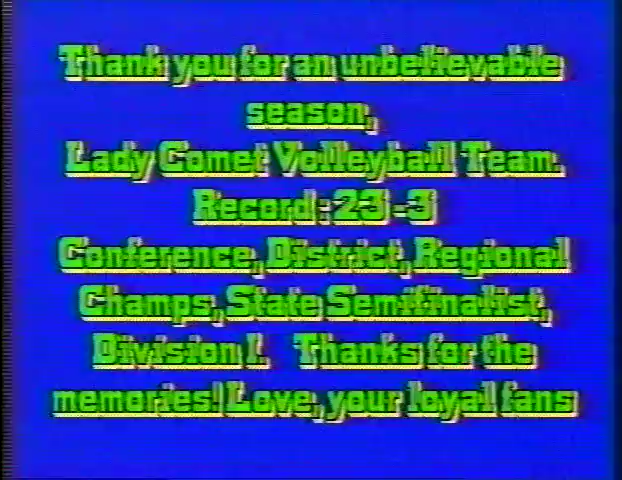 Thank you for an unbelievable
season,
Lady Comet Volleyball Team.
Record: 23-3
Conference, District, Regional
Champs, State Semifinalist,
Division I. Thanks for the
memories! Love, your loyal fans